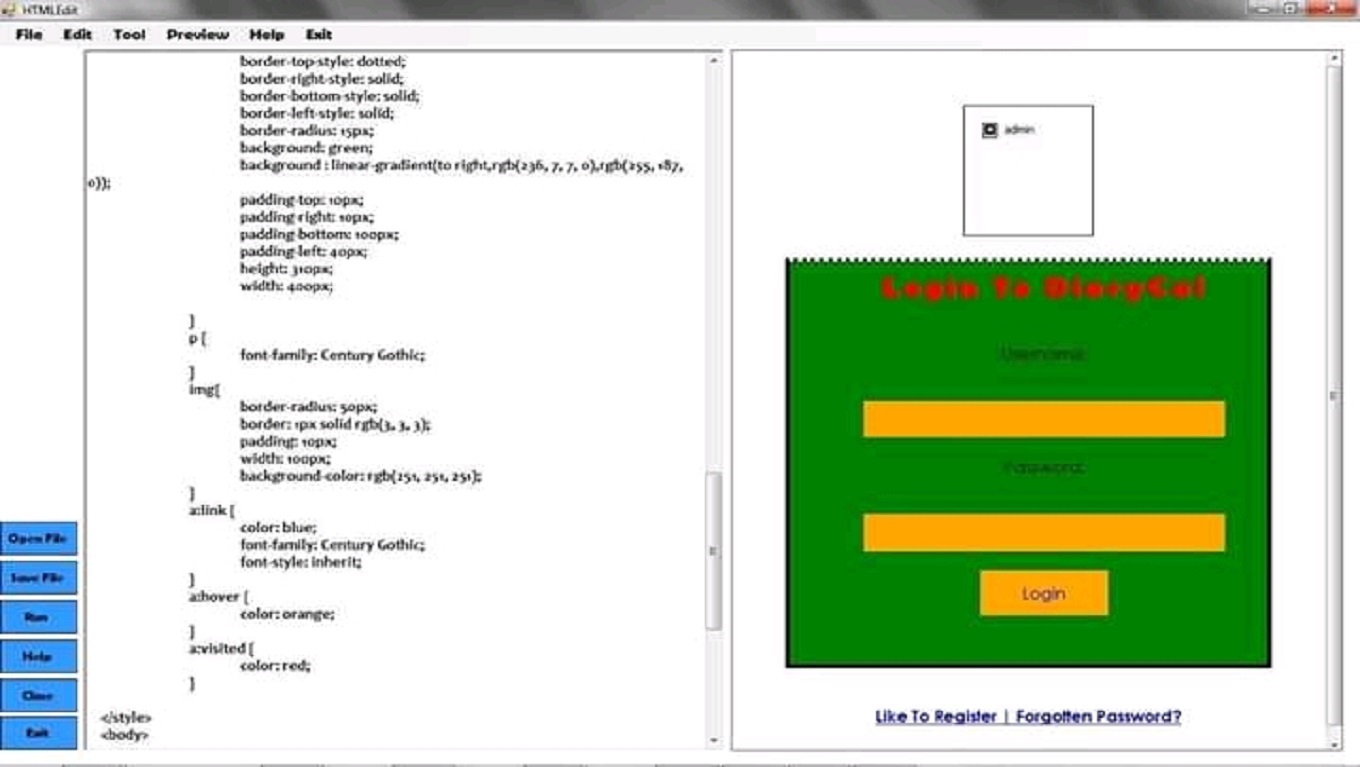 HTMLEdit
File Edit Tool Preview Help Exit
border-top-style: dotted;
border-right-style: solid;
border-bottom-style: solid;
border-left-style: solid;
border-radius: 15px;
background: green;
background : linear-gradient(to right,rgb(236, 7, 7, 0),rgb(255, 187,
0));
padding-top: 10px;
padding-right: 10px;
padding-bottom: 100px;
padding-left: 40px;
height: 310px;
width: 400px;
}
p {
font-family: Century Gothic;
}
img{
border-radius: 50px;
border: 1px solid rgb(3, 3, 3);
padding: 10px;
width: 100px;
background-color: rgb(251, 251, 251);
}
a:link {
color: blue;
font-family: Century Gothic;
font-style: inherit;
}
a:hover {
color: orange;
}
a:visited {
color: red;
}
</style>
<body>
Open File
Save File
Run
Help
Close
Exit
admin
Login To DiaryCal
Username
Password
Login
Like To Register | Forgotten Password?